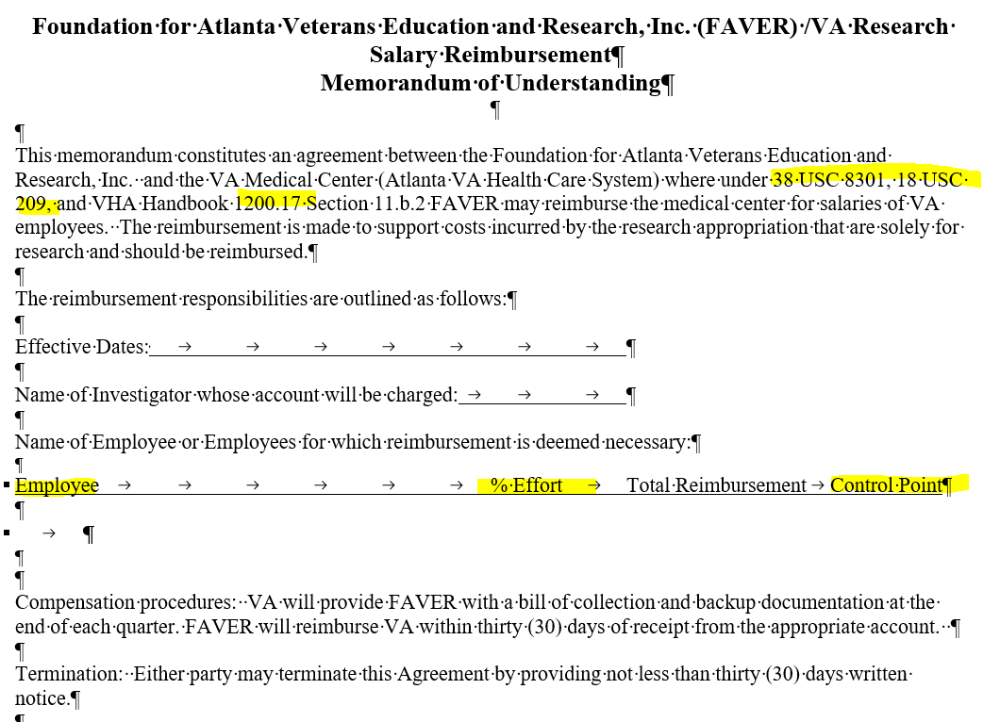 Foundation for Atlanta Veterans Education and Research, Inc. (FAVER) /VA Research
Salary Reimbursement¶
Memorandum of Understanding¶
¶
¶
This memorandum constitutes an agreement between the Foundation for Atlanta Veterans Education and
Research, Inc.  and the VA Medical Center (Atlanta VA Health Care System) where under 38 USC 8301, 18 USC
209, and VHA Handbook 1200.17 Section 11.b.2 FAVER may reimburse the medical center for salaries of VA
employees.  The reimbursement is made to support costs incurred by the research appropriation that are solely for
research and should be reimbursed.¶
¶
The reimbursement responsibilities are outlined as follows:¶
¶
Effective Dates: → → → → → → → ¶
¶
Name of Investigator whose account will be charged: → → → ¶
¶
Name of Employee or Employees for which reimbursement is deemed necessary:¶
¶
Employee → → → → → → % Effort → Total Reimbursement → Control Point¶
¶
→ ¶
¶
¶
Compensation procedures:  VA will provide FAVER with a bill of collection and backup documentation at the
end of each quarter. FAVER will reimburse VA within thirty (30) days of receipt from the appropriate account.  ¶
¶
Termination:  Either party may terminate this Agreement by providing not less than thirty (30) days written
notice.¶
¶